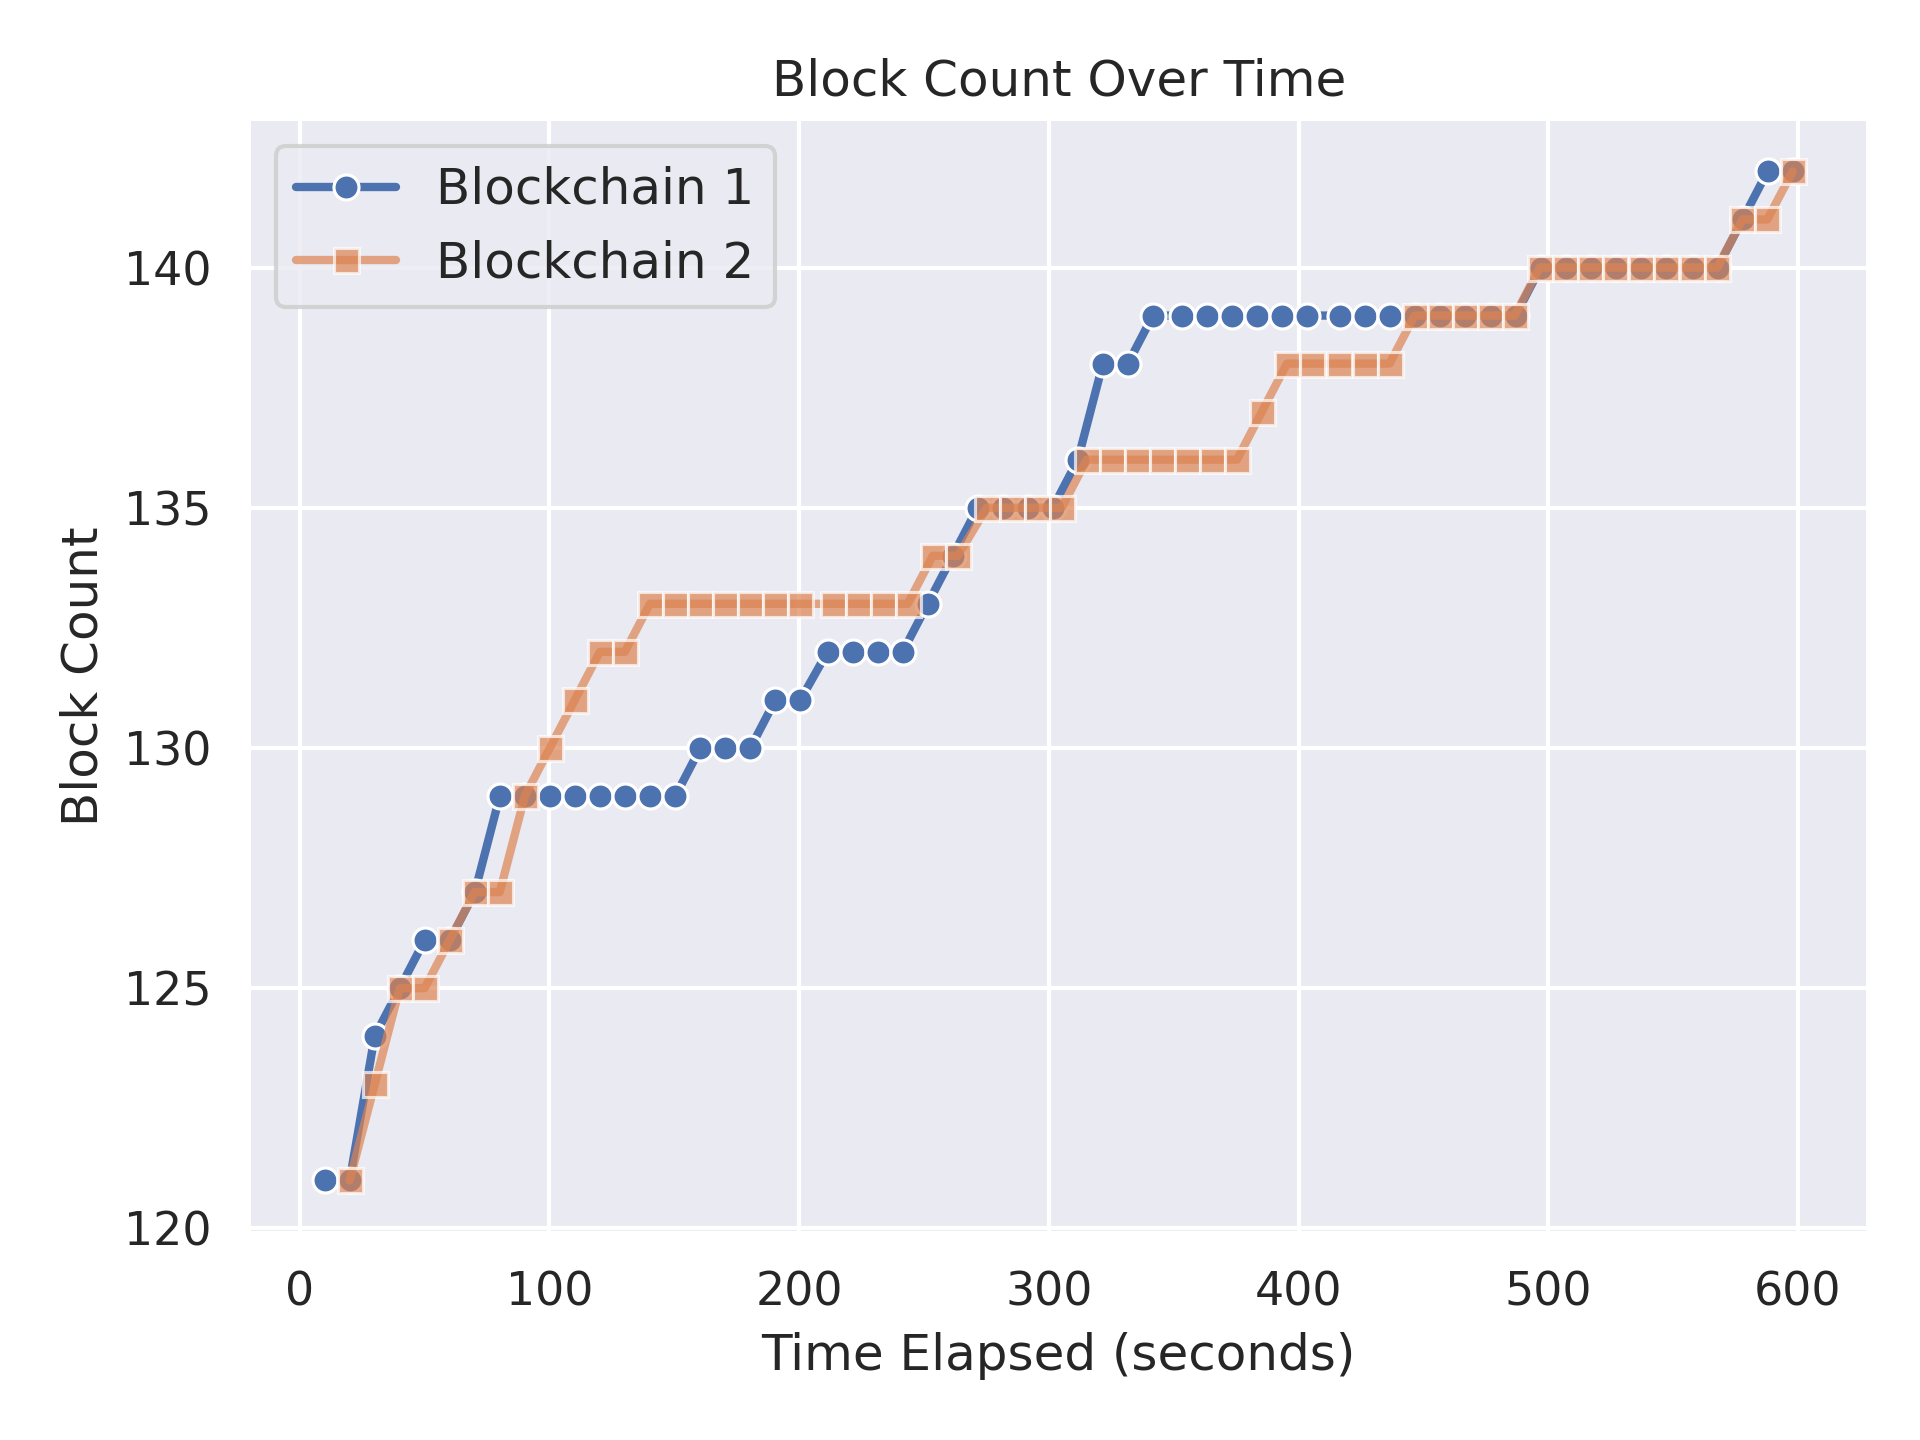 Block Count Over Time
Blockchain 1
Blockchain 2
140
135
130
125
120
Block Count
0 100 200 300 400 500 600
Time Elapsed (seconds)